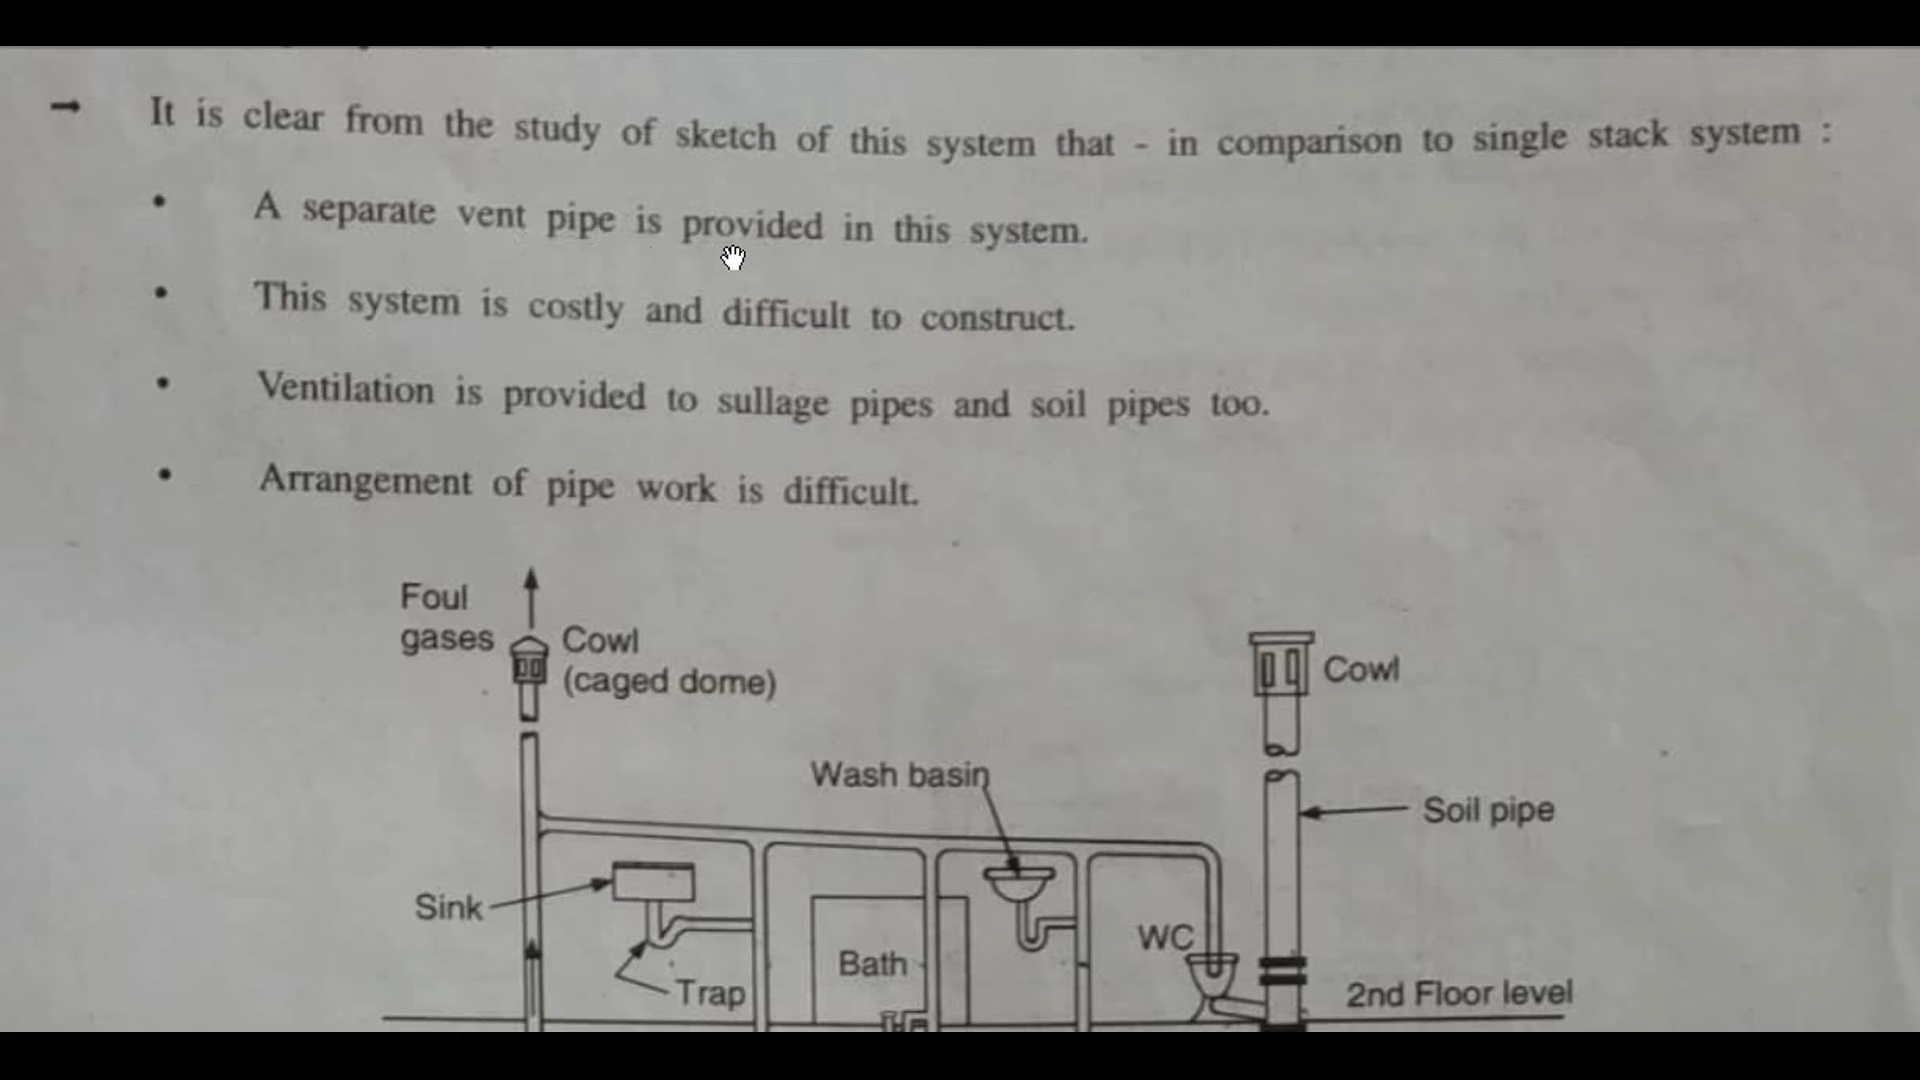 It is clear from the study of sketch of this system that - in comparison to single stack system :
• A separate vent pipe is provided in this system.
• This system is costly and difficult to construct.
• Ventilation is provided to sullage pipes and soil pipes too.
• Arrangement of pipe work is difficult.
Foul
gases
Cowl
(caged dome)
Cowl
Wash basin
Soil pipe
Sink
WC
Bath
Trap
2nd Floor level